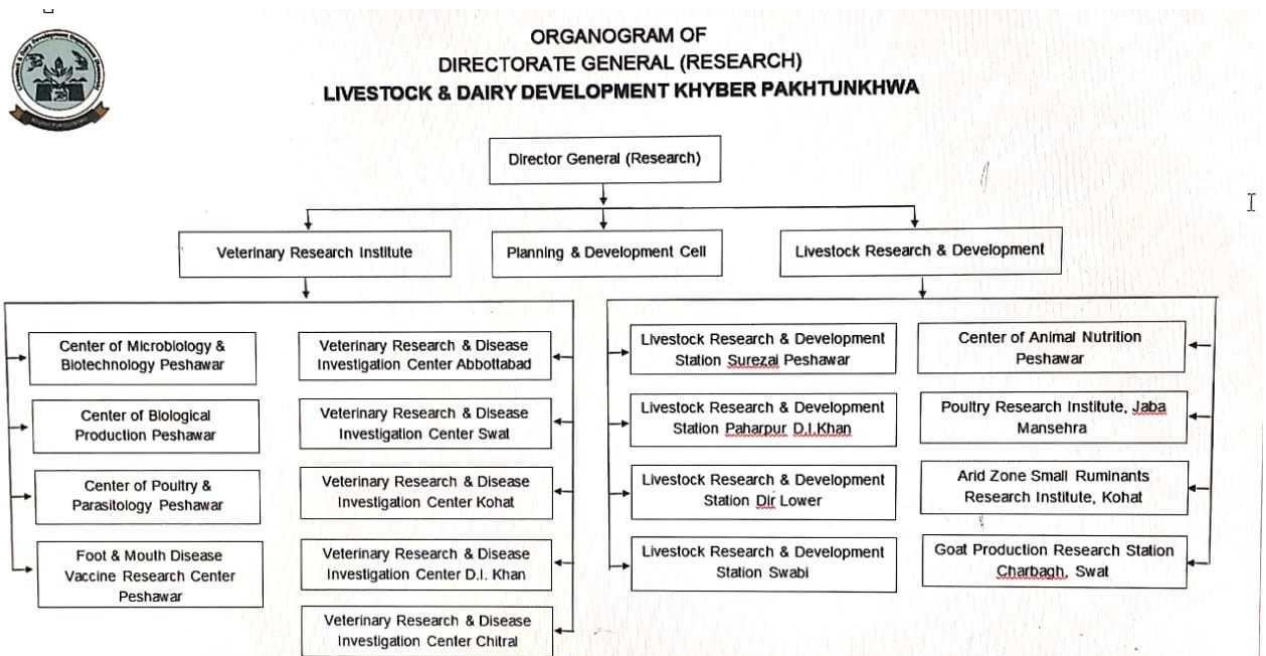 ORGANOGRAM OF
DIRECTORATE GENERAL (RESEARCH)
LIVESTOCK & DAIRY DEVELOPMENT KHYBER PAKHTUNKHWA
Director General (Research)
Veterinary Research Institute
Planning & Development Cell
Livestock Research & Development
Center of Microbiology &
Biotechnology Peshawar
Center of Biological
Production Peshawar
Center of Poultry &
Parasitology Peshawar
Foot & Mouth Disease
Vaccine Research Center
Peshawar
Veterinary Research & Disease
Investigation Center Abbottabad
Veterinary Research & Disease
Investigation Center Swat
Veterinary Research & Disease
Investigation Center Kohat
Veterinary Research & Disease
Investigation Center D.I. Khan
Veterinary Research & Disease
Investigation Center Chitral
Livestock Research & Development
Station Surezai Peshawar
Livestock Research & Development
Station Paharpur D.I.Khan
Livestock Research & Development
Station Dir Lower
Livestock Research & Development
Station Swabi
Center of Animal Nutrition
Peshawar
Poultry Research Institute, Jaba
Mansehra
Arid Zone Small Ruminants
Research Institute, Kohat
Goat Production Research Station
Charbagh, Swat